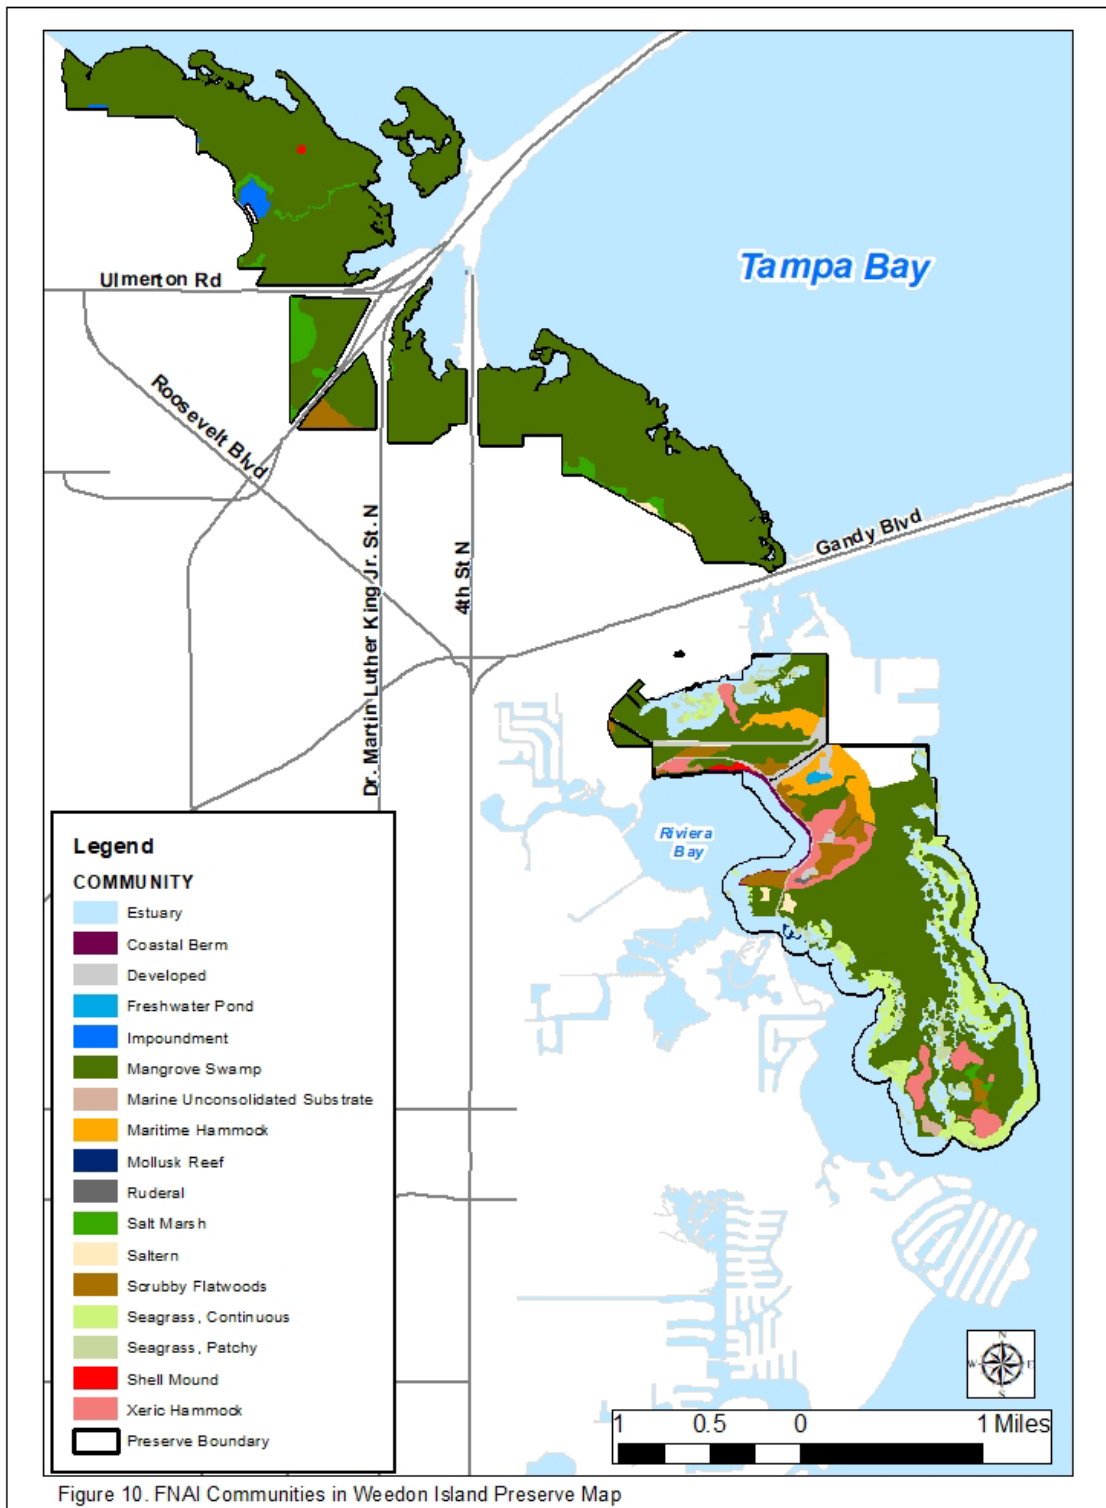 Tampa Bay
Ulmerton Rd
Roosevelt Blvd
Dr. Martin Luther King Jr. St. N
4th St N
Gandy Blvd
Riviera
Bay
Legend
COMMUNITY
Estuary
Coastal Berm
Developed
Freshwater Pond
Impoundment
Mangrove Swamp
Marine Unconsolidated Substrate
Maritime Hammock
Mollusk Reef
Ruderal
Salt Marsh
Saltern
Scrubby Flatwoods
Seagrass, Continuous
Seagrass, Patchy
Shell Mound
Xeric Hammock
Preserve Boundary
N
W E
S
1 0.5 0 1 Miles
Figure 10. FNAI Communities in Weedon Island Preserve Map